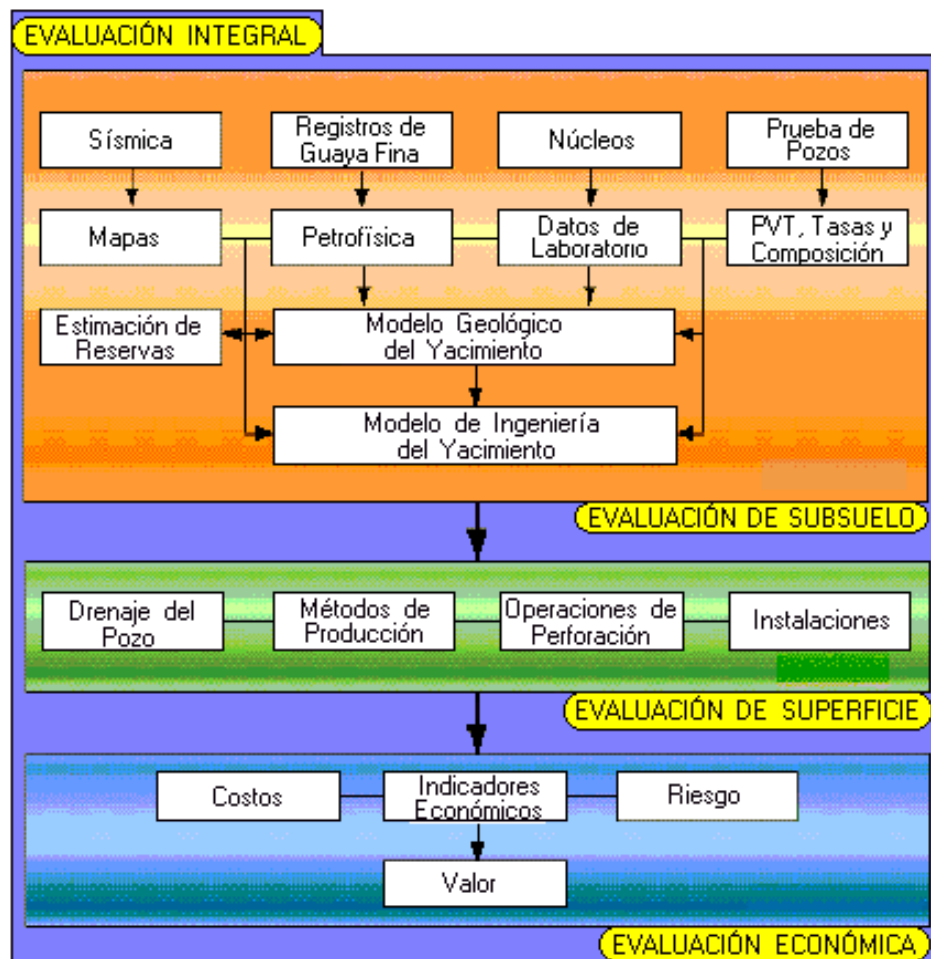 EVALUACIÓN INTEGRAL
Sísmica
Registros de
Guaya Fina
Núcleos
Prueba de
Pozos
Mapas
Petrofísica
Datos de
Laboratorio
PVT, Tasas y
Composición
Estimación de
Reservas
Modelo Geológico
del Yacimiento
Modelo de Ingeniería
del Yacimiento
EVALUACIÓN DE SUBSUELO
Drenaje del
Pozo
Métodos de
Producción
Operaciones de
Perforación
Instalaciones
EVALUACIÓN DE SUPERFICIE
Costos
Indicadores
Económicos
Riesgo
Valor
EVALUACIÓN ECONÓMICA